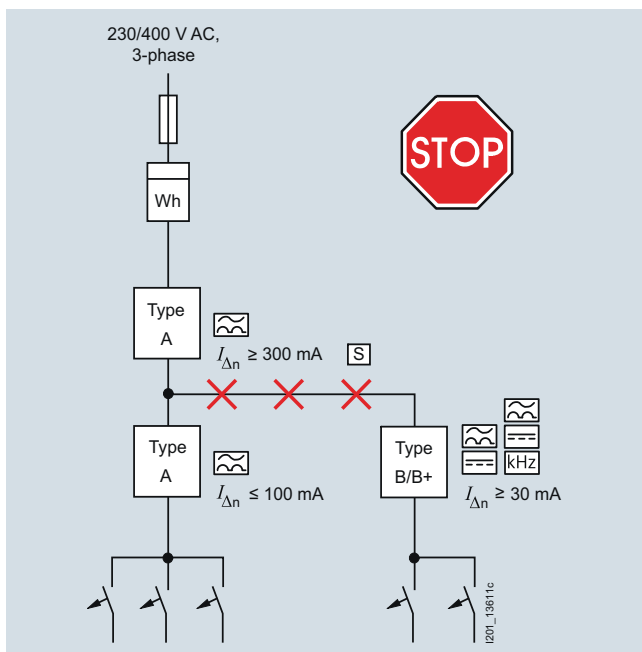 230/400 V AC,
3-phase
STOP
Wh
Type
A
IΔn ≥ 300 mA
S
Type
A
IΔn ≤ 100 mA
Type
B/B+
kHz
IΔn ≥ 30 mA
I201_13611c